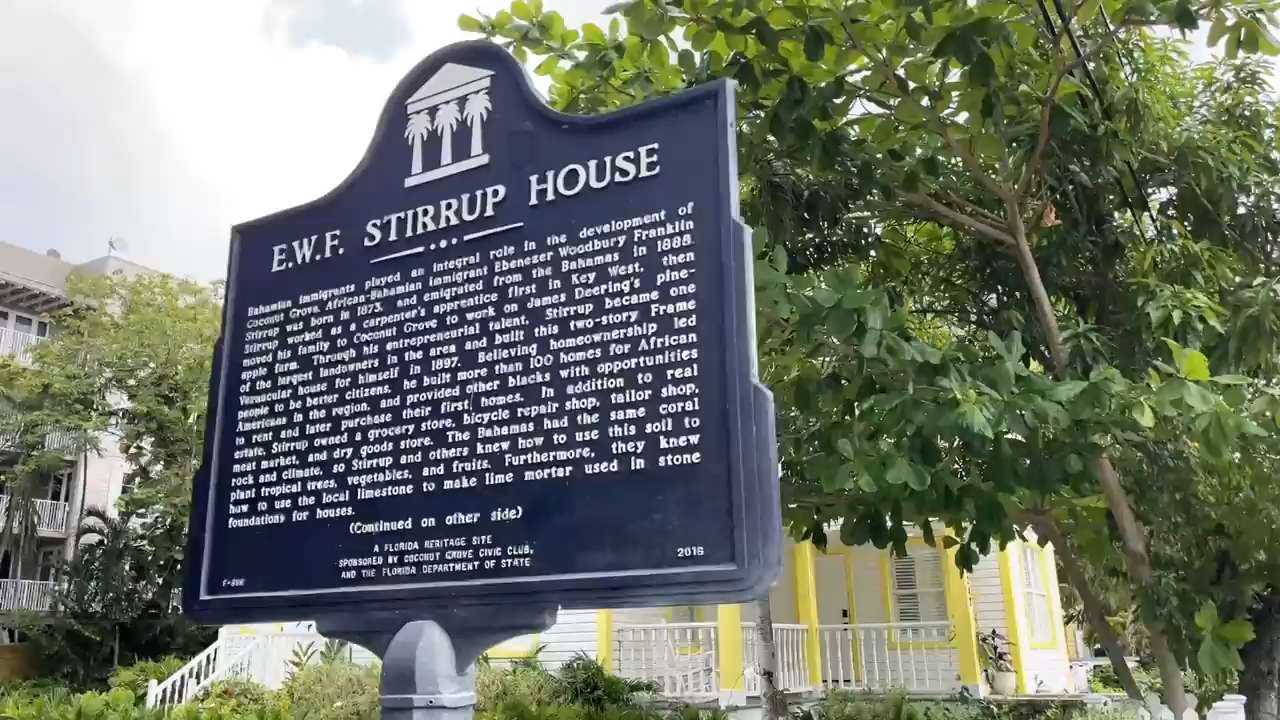 E.W.F. STIRRUP HOUSE
Bahamian immigrants played an integral role in the development of
Coconut Grove. African-Bahamian immigrant Ebenezer Woodbury Franklin
Stirrup was born in 1873, and emigrated from the Bahamas in 1888.
Stirrup worked as a carpenter's apprentice first in Key West, then
moved his family to Coconut Grove to work on James Deering's pine-
apple farm. Through his entrepreneurial talent, Stirrup became one
of the largest landowners in the area and built this two-story Frame
Vernacular house for himself in 1897. Believing homeownership led
people to be better citizens, he built more than 100 homes for African
Americans in the region, and provided other blacks with opportunities
to rent and later purchase their first homes. In addition to real
estate, Stirrup owned a grocery store, bicycle repair shop, tailor shop,
meat market, and dry goods store. The Bahamas had the same coral
rock and climate, so Stirrup and others knew how to use this soil to
plant tropical trees, vegetables, and fruits. Furthermore, they knew
how to use the local limestone to make lime mortar used in stone
foundations for houses.
(Continued on other side)
A FLORIDA HERITAGE SITE
SPONSORED BY COCONUT GROVE CIVIC CLUB,
AND THE FLORIDA DEPARTMENT OF STATE
2016